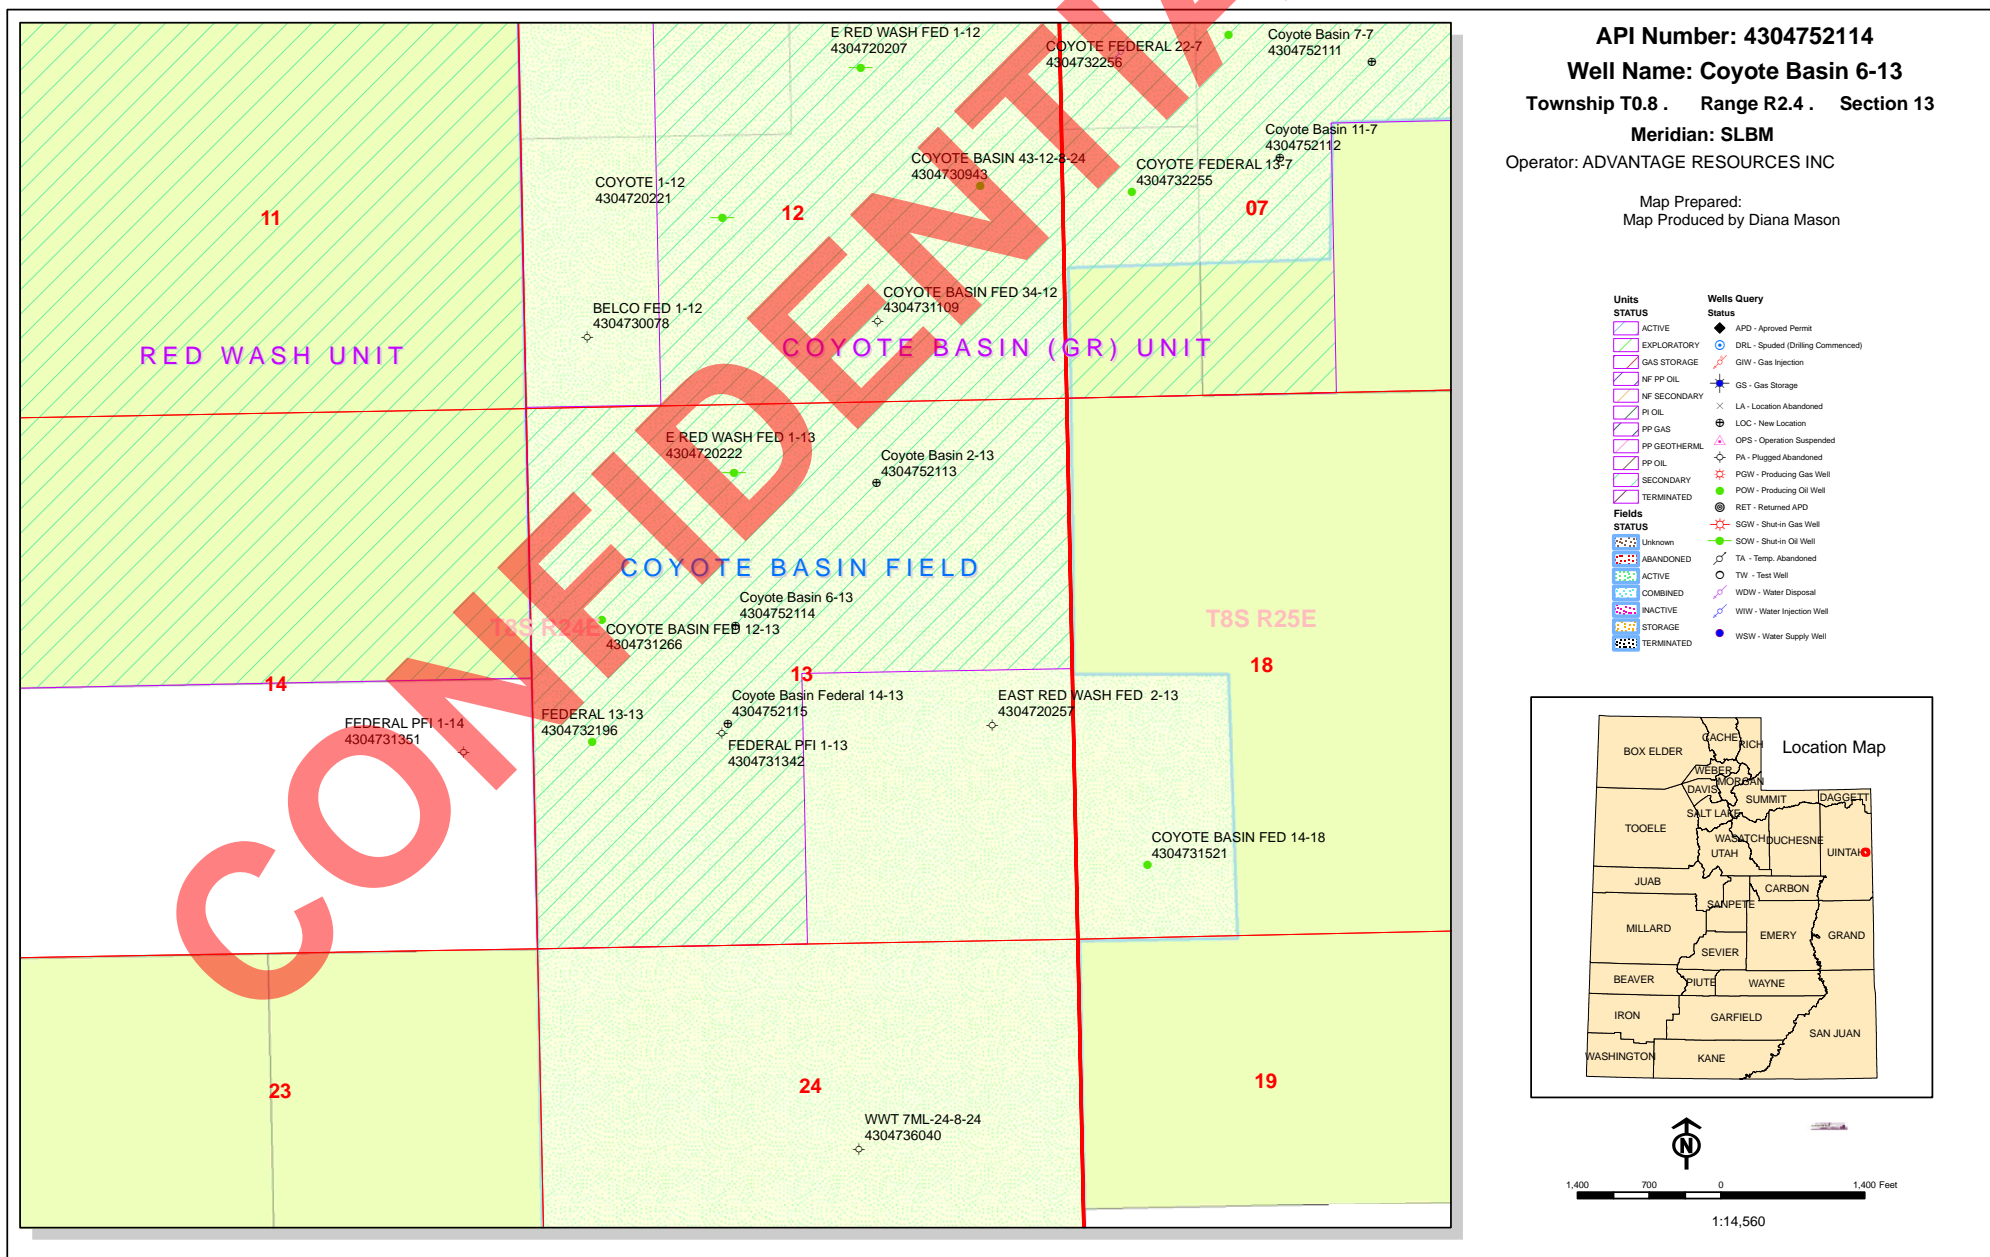 E RED WASH FED 1-12
4304720207
COYOTE FEDERAL 22-7
4304732256
Coyote Basin 7-7
4304752111
Coyote Basin 11-7
4304752112
COYOTE BASIN 43-12-8-24
4304730943
COYOTE FEDERAL 13-7
4304732255
COYOTE 1-12
4304720221
11
12
07
BELCO FED 1-12
4304730078
COYOTE BASIN FED 34-12
4304731109
RED WASH UNIT
COYOTE BASIN (GR) UNIT
E RED WASH FED 1-13
4304720222
Coyote Basin 2-13
4304752113
COYOTE BASIN FIELD
Coyote Basin 6-13
4304752114
T8S R24E
COYOTE BASIN FED 12-13
4304731266
T8S R25E
14
13
18
Coyote Basin Federal 14-13
4304752115
EAST RED WASH FED 2-13
4304720257
FEDERAL PFI 1-14
4304731351
FEDERAL 13-13
4304732196
FEDERAL PFI 1-13
4304731342
COYOTE BASIN FED 14-18
4304731521
23
24
19
WWT 7ML-24-8-24
4304736040
CONFIDENTIA
API Number: 4304752114
Well Name: Coyote Basin 6-13
Township T0.8 . Range R2.4 . Section 13
Meridian: SLBM
Operator: ADVANTAGE RESOURCES INC
Map Prepared:
Map Produced by Diana Mason
Units
STATUS
ACTIVE
EXPLORATORY
GAS STORAGE
NF PP OIL
NF SECONDARY
PI OIL
PP GAS
PP GEOTHERML
PP OIL
SECONDARY
TERMINATED
Fields
STATUS
Unknown
ABANDONED
ACTIVE
COMBINED
INACTIVE
STORAGE
TERMINATED
Wells Query
Status
APD - Aproved Permit
DRL - Spuded (Drilling Commenced)
GIW - Gas Injection
GS - Gas Storage
LA - Location Abandoned
LOC - New Location
OPS - Operation Suspended
PA - Plugged Abandoned
PGW - Producing Gas Well
POW - Producing Oil Well
RET - Returned APD
SGW - Shut-in Gas Well
SOW - Shut-in Oil Well
TA - Temp. Abandoned
TW - Test Well
WDW - Water Disposal
WIW - Water Injection Well
WSW - Water Supply Well
Location Map
BOX ELDER
CACHE
RICH
WEBER
MORGAN
DAVIS
SUMMIT
DAGGETT
SALT LAKE
TOOELE
WASATCH
DUCHESNE
UTAH
UINTAH
JUAB
CARBON
SANPETE
MILLARD
EMERY
GRAND
SEVIER
BEAVER
PIUTE
WAYNE
IRON
GARFIELD
SAN JUAN
WASHINGTON
KANE
N
1,400 700 0 1,400 Feet
1:14,560